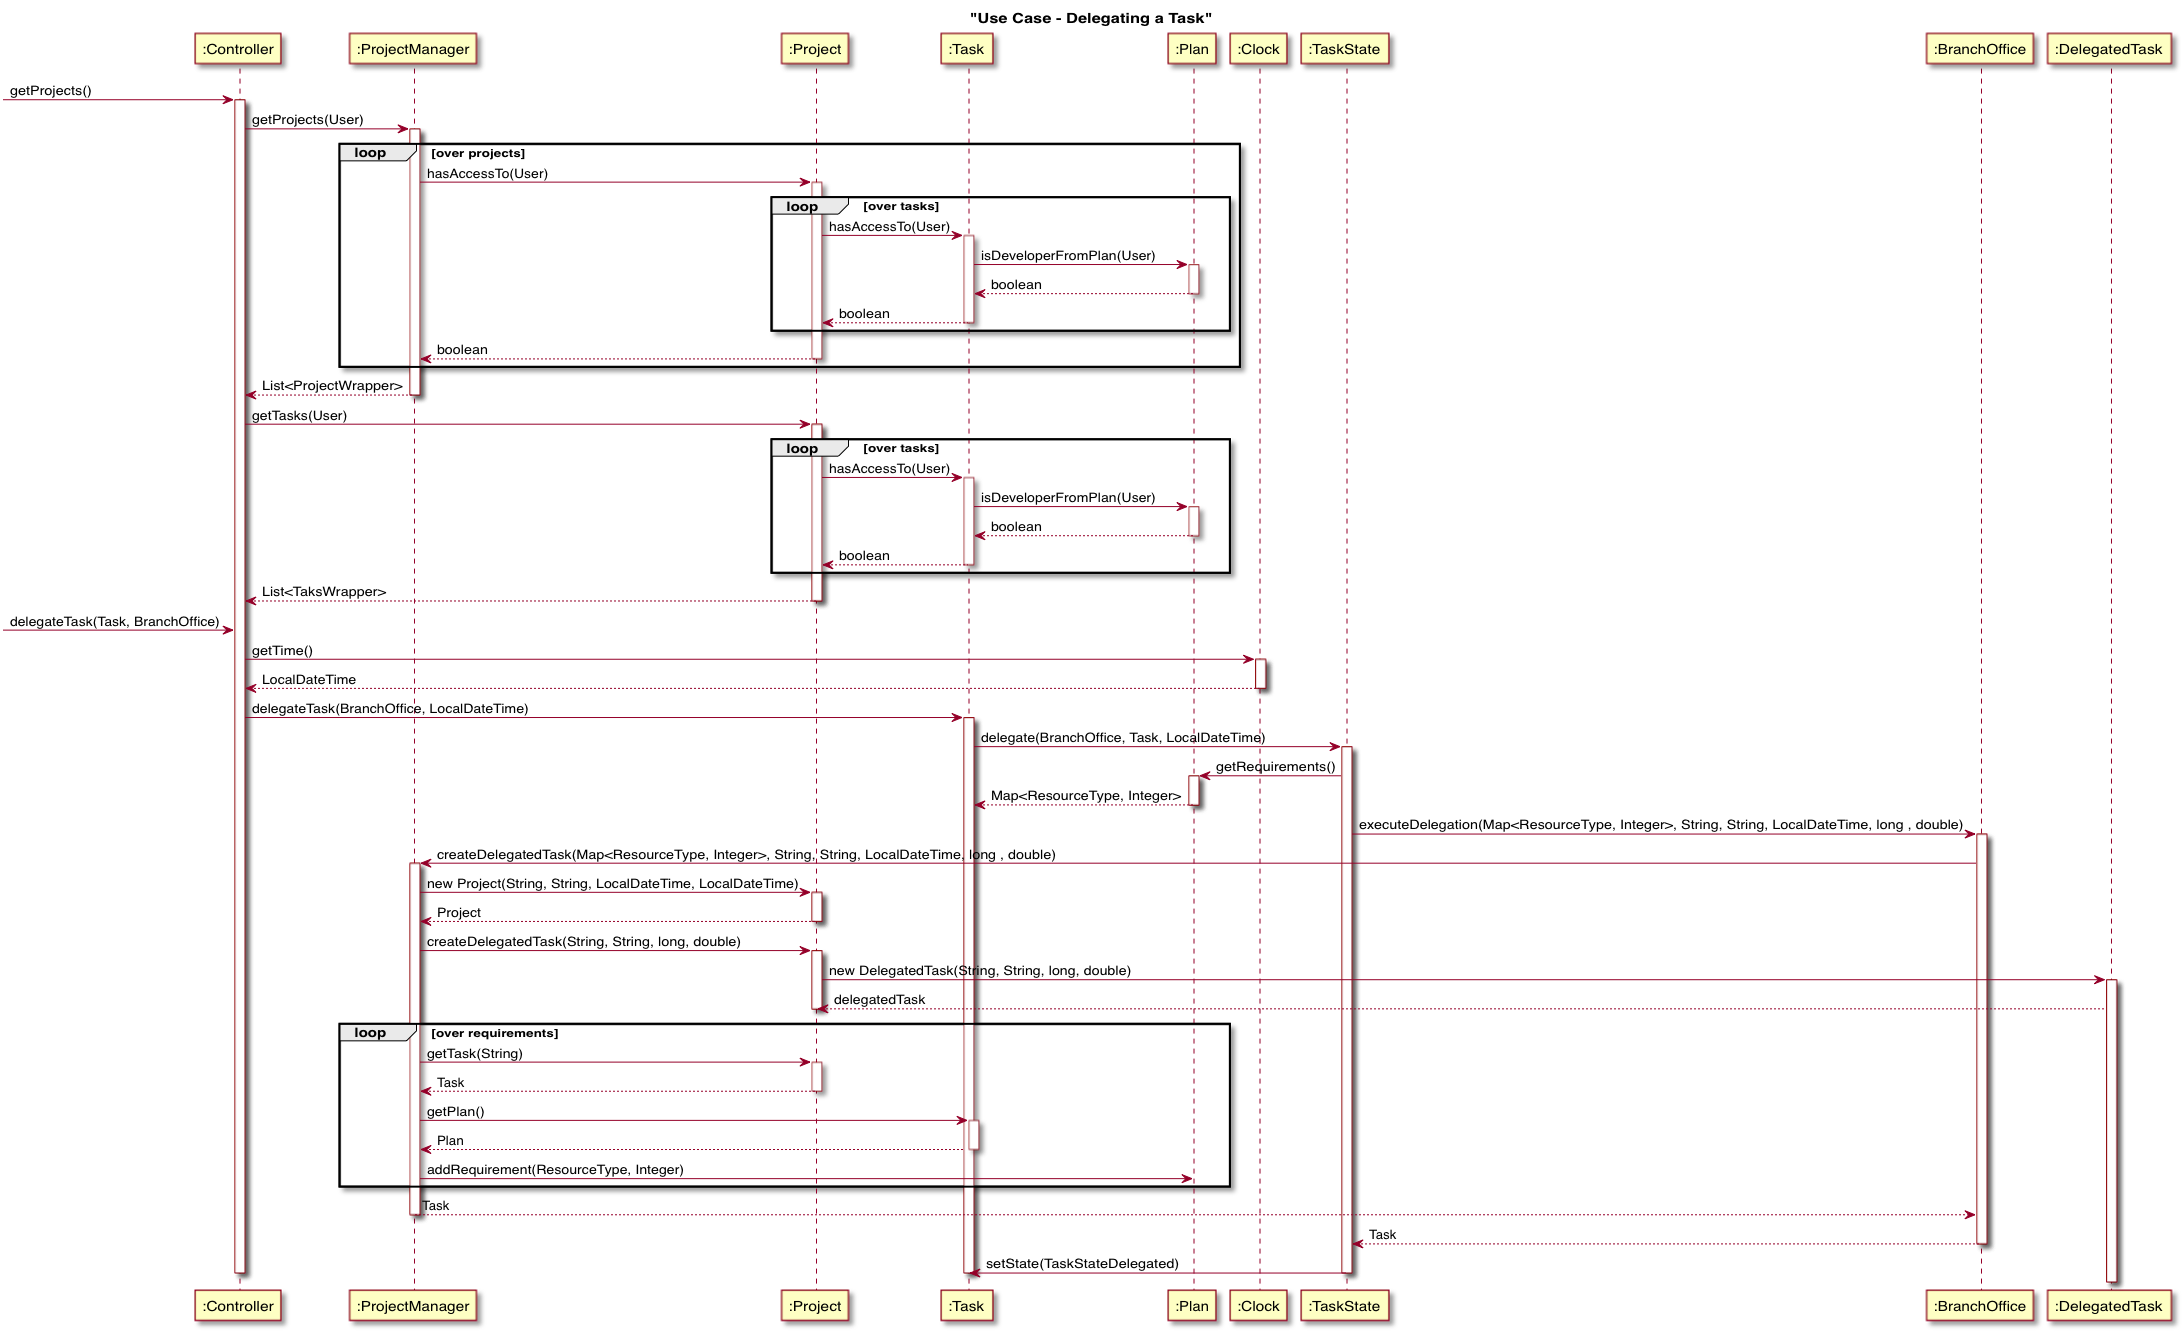 "Use Case - Delegating a Task"
:Controller :ProjectManager :Project :Task :Plan :Clock :TaskState :BranchOffice :DelegatedTask
getProjects()
getProjects(User)
loop [over projects]
hasAccessTo(User)
loop [over tasks]
hasAccessTo(User)
isDeveloperFromPlan(User)
boolean
boolean
boolean
List<ProjectWrapper>
getTasks(User)
loop [over tasks]
hasAccessTo(User)
isDeveloperFromPlan(User)
boolean
boolean
List<TaksWrapper>
delegateTask(Task, BranchOffice)
getTime()
LocalDateTime
delegateTask(BranchOffice, LocalDateTime)
delegate(BranchOffice, Task, LocalDateTime)
getRequirements()
Map<ResourceType, Integer>
executeDelegation(Map<ResourceType, Integer>, String, String, LocalDateTime, long , double)
createDelegatedTask(Map<ResourceType, Integer>, String, String, LocalDateTime, long , double)
new Project(String, String, LocalDateTime, LocalDateTime)
Project
createDelegatedTask(String, String, long, double)
new DelegatedTask(String, String, long, double)
delegatedTask
loop [over requirements]
getTask(String)
Task
getPlan()
Plan
addRequirement(ResourceType, Integer)
Task
Task
setState(TaskStateDelegated)
:Controller :ProjectManager :Project :Task :Plan :Clock :TaskState :BranchOffice :DelegatedTask